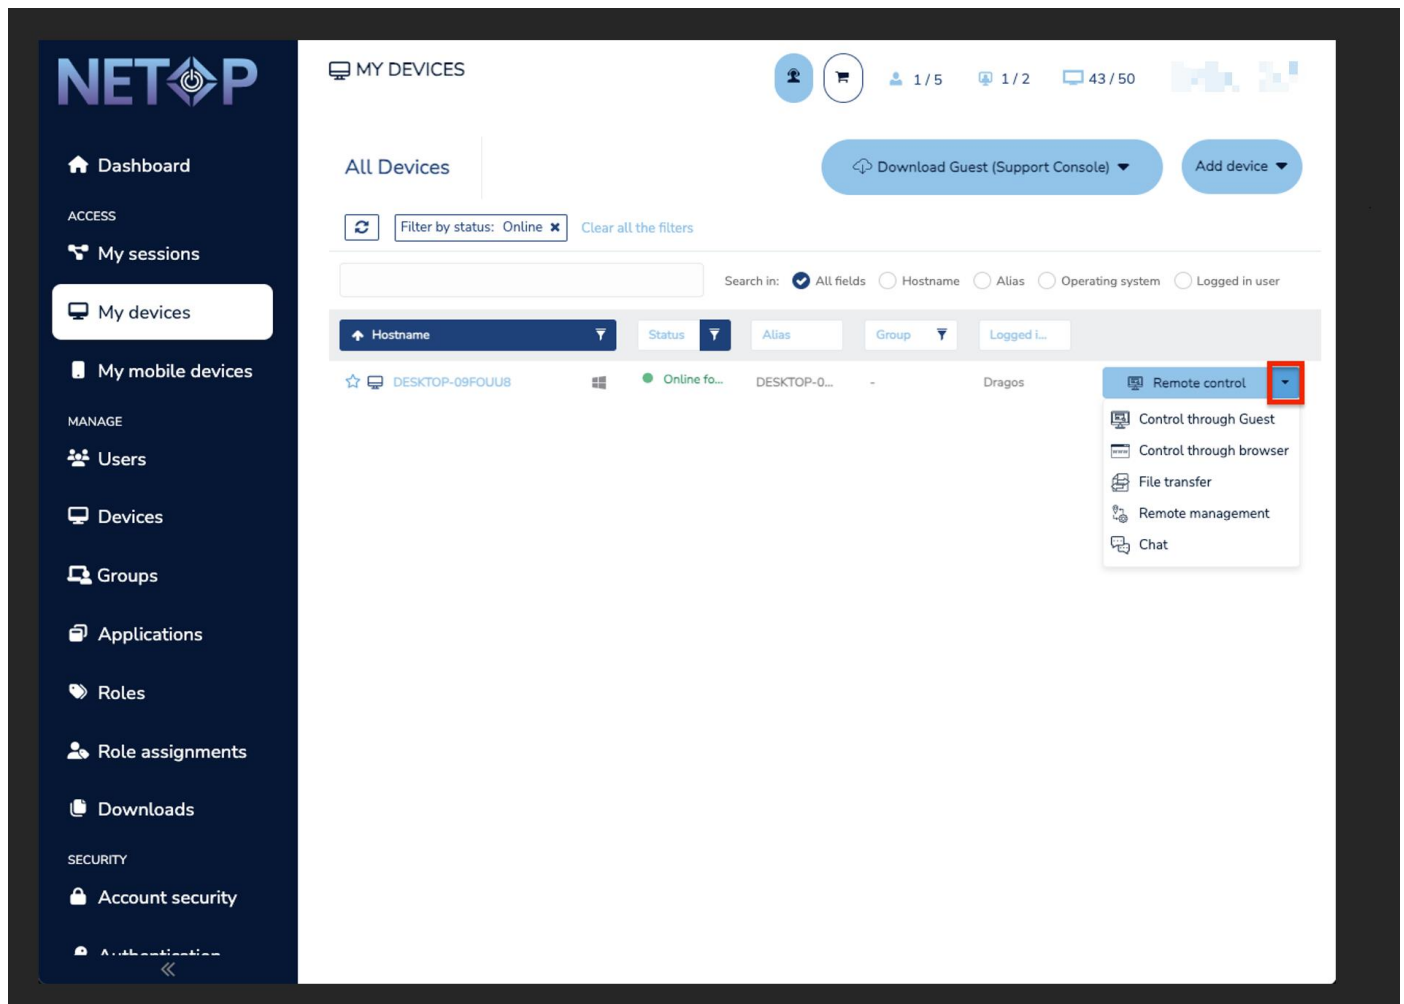 NETOP
MY DEVICES
1 / 5
1 / 2
43 / 50
Dashboard
ACCESS
My sessions
My devices
My mobile devices
MANAGE
Users
Devices
Groups
Applications
Roles
Role assignments
Downloads
SECURITY
Account security
Authentication
All Devices
Download Guest (Support Console)
Add device
Filter by status: Online
Clear all the filters
Search in: All fields Hostname Alias Operating system Logged in user
Hostname Status Alias Group Logged i...
DESKTOP-09FOUU8 Online fo... DESKTOP-0... - Dragos Remote control
Control through Guest
Control through browser
File transfer
Remote management
Chat